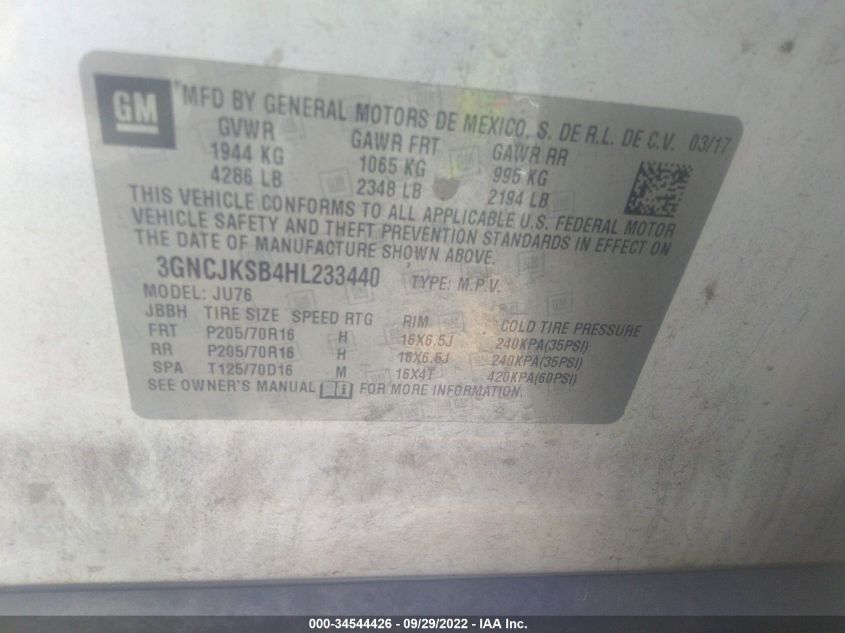 GM
*MFD BY GENERAL MOTORS DE MEXICO, S. DE R.L. DE C.V. 03/17
GVWR GAWR FRT GAWR RR
1944 KG 1065 KG 995 KG
4286 LB 2348 LB 2194 LB
THIS VEHICLE CONFORMS TO ALL APPLICABLE U.S. FEDERAL MOTOR
VEHICLE SAFETY AND THEFT PREVENTION STANDARDS IN EFFECT ON
THE DATE OF MANUFACTURE SHOWN ABOVE.
3GNCJKSB4HL233440 TYPE: M.P.V.
MODEL: JU76
JBBH TIRE SIZE SPEED RTG RIM COLD TIRE PRESSURE
FRT P205/70R16 H 16X6.5J 240KPA(35PSI)
RR P205/70R16 H 16X6.5J 240KPA(35PSI)
SPA T125/70D16 M 16X4T 420KPA(60PSI)
SEE OWNER'S MANUAL FOR MORE INFORMATION.
000-34544426 - 09/29/2022 - IAA Inc.